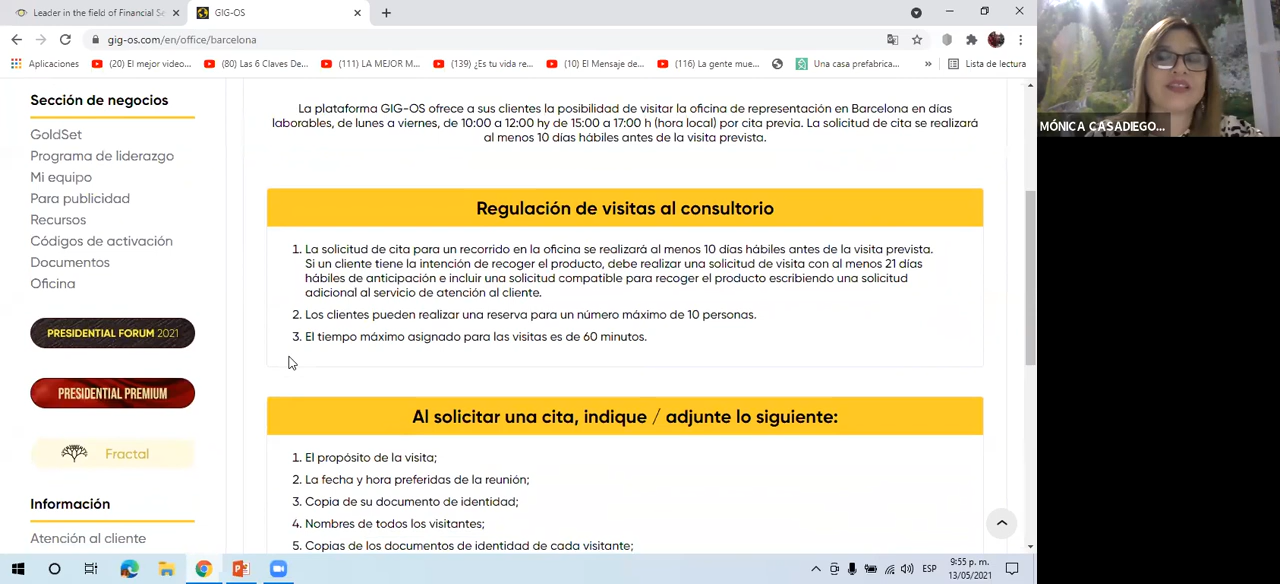 Leader in the field of Financial Se
GIG-OS
gig-os.com/en/office/barcelona
Aplicaciones
(20) El mejor video...
(80) Las 6 Claves De...
(111) LA MEJOR M...
(139) ¿Es tu vida re...
(10) El Mensaje de...
(116) La gente mue...
Una casa prefabrica...
»
Lista de lectura
MÓNICA CASADIEGO...
Sección de negocios
GoldSet
Programa de liderazgo
Mi equipo
Para publicidad
Recursos
Códigos de activación
Documentos
Oficina
PRESIDENTIAL FORUM 2021
PRESIDENTIAL PREMIUM
Fractal
Información
Atención al cliente
La plataforma GIG-OS ofrece a sus clientes la posibilidad de visitar la oficina de representación en Barcelona en días
laborables, de lunes a viernes, de 10:00 a 12:00 hy de 15:00 a 17:00 h (hora local) por cita previa. La solicitud de cita se realizará
al menos 10 días hábiles antes de la visita prevista.
Regulación de visitas al consultorio
1. La solicitud de cita para un recorrido en la oficina se realizará al menos 10 días hábiles antes de la visita prevista.
Si un cliente tiene la intención de recoger el producto, debe realizar una solicitud de visita con al menos 21 días
hábiles de anticipación e incluir una solicitud compatible para recoger el producto escribiendo una solicitud
adicional al servicio de atención al cliente.
2. Los clientes pueden realizar una reserva para un número máximo de 10 personas.
3. El tiempo máximo asignado para las visitas es de 60 minutos.
Al solicitar una cita, indique / adjunte lo siguiente:
1. El propósito de la visita;
2. La fecha y hora preferidas de la reunión;
3. Copia de su documento de identidad;
4. Nombres de todos los visitantes;
5. Copias de los documentos de identidad de cada visitante;
ESP
9:55 p. m.
13/05/2021